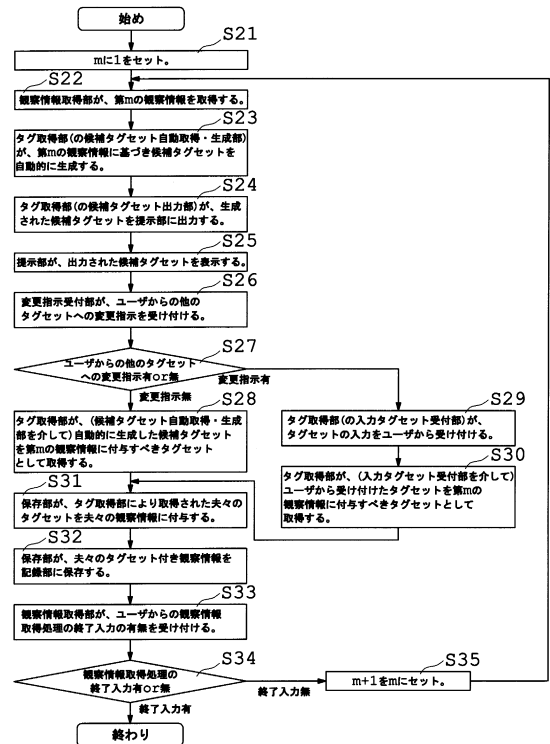 始め
S21
mに1をセット。
S22
観察情報取得部が、第mの観察情報を取得する。
S23
タグ取得部(の候補タグセット自動取得・生成部)
が、第mの観察情報に基づき候補タグセットを
自動的に生成する。
S24
タグ取得部(の候補タグセット出力部)が、生成
された候補タグセットを提示部に出力する。
S25
提示部が、出力された候補タグセットを表示する。
S26
変更指示受付部が、ユーザからの他の
タグセットへの変更指示を受け付ける。
S27
ユーザからの他のタグセット
への変更指示有or無
変更指示有
変更指示無
S28
タグ取得部が、(候補タグセット自動取得・生成
部を介して)自動的に生成した候補タグセット
を第mの観察情報に付与すべきタグセット
として取得する。
S29
タグ取得部(の入力タグセット受付部)が、
タグセットの入力をユーザから受け付ける。
S30
タグ取得部が、(入力タグセット受付部を介して)
ユーザから受け付けたタグセットを第mの
観察情報に付与すべきタグセットとして
取得する。
S31
保存部が、タグ取得部により取得された夫々の
タグセットを夫々の観察情報に付与する。
S32
保存部が、夫々のタグセット付き観察情報を
記録部に保存する。
S33
観察情報取得部が、ユーザからの観察情報
取得処理の終了入力の有無を受け付ける。
S34
観察情報取得処理の
終了入力有or無
終了入力無
終了入力有
S35
m+1をmにセット。
終わり